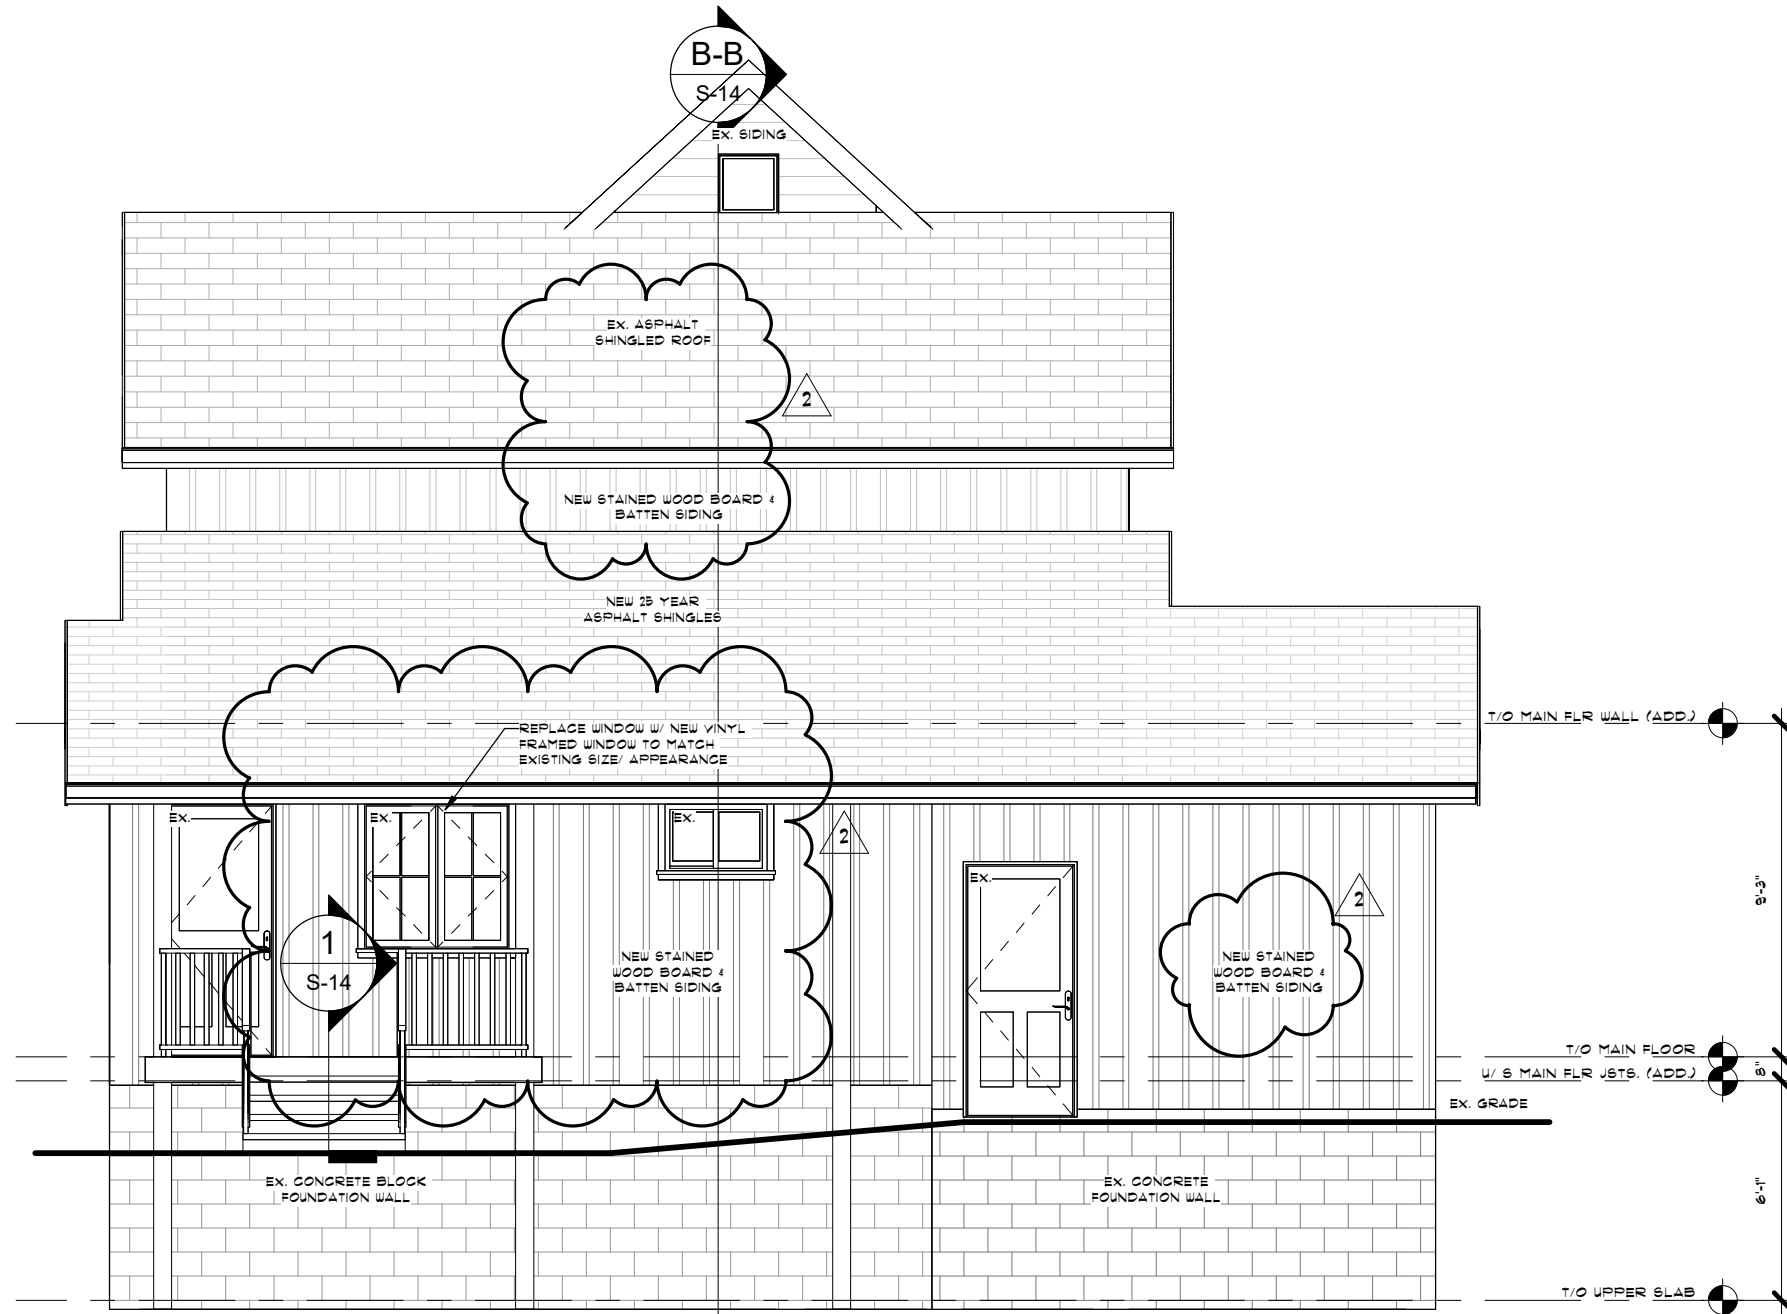 B-B
S-14
EX. SIDING
EX. ASPHALT
SHINGLED ROOF
2
NEW STAINED WOOD BOARD &
BATTEN SIDING
NEW 25 YEAR
ASPHALT SHINGLES
REPLACE WINDOW W/ NEW VINYL
FRAMED WINDOW TO MATCH
EXISTING SIZE/ APPEARANCE
T/O MAIN FLR WALL (ADD.)
EX.
EX.
EX.
2
EX.
2
9'-3"
1
S-14
NEW STAINED
WOOD BOARD &
BATTEN SIDING
NEW STAINED
WOOD BOARD &
BATTEN SIDING
T/O MAIN FLOOR
8"
U/ S MAIN FLR JSTS. (ADD.)
EX. GRADE
EX. CONCRETE BLOCK
FOUNDATION WALL
EX. CONCRETE
FOUNDATION WALL
6'-1"
T/O UPPER SLAB